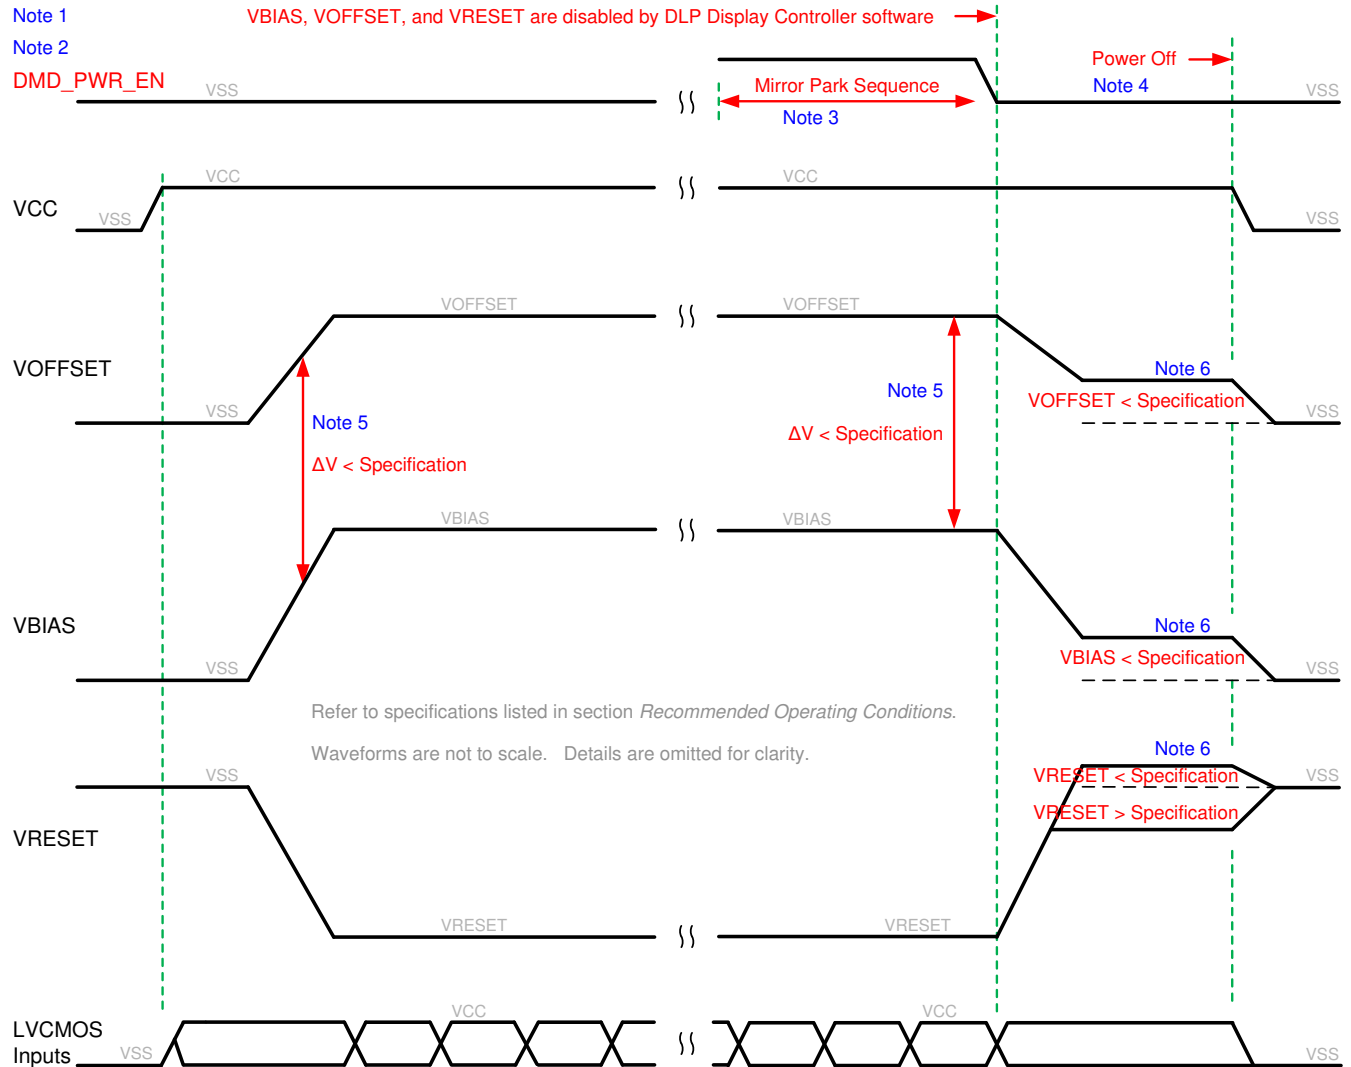 Note 1
VBIAS, VOFFSET, and VRESET are disabled by DLP Display Controller software
Note 2
DMD_PWR_EN
VSS
Mirror Park Sequence
Note 3
Power Off
Note 4
VSS
VCC
VSS
VCC
VCC
VSS
VOFFSET
VSS
VOFFSET
VOFFSET
Note 5
ΔV < Specification
Note 5
ΔV < Specification
Note 6
VOFFSET < Specification
VSS
VBIAS
VSS
VBIAS
VBIAS
Note 6
VBIAS < Specification
VSS
Refer to specifications listed in section Recommended Operating Conditions.
Waveforms are not to scale. Details are omitted for clarity.
VRESET
VSS
VRESET
VRESET
Note 6
VRESET < Specification
VRESET > Specification
VSS
LVCMOS
Inputs
VSS
VCC
VCC
VSS